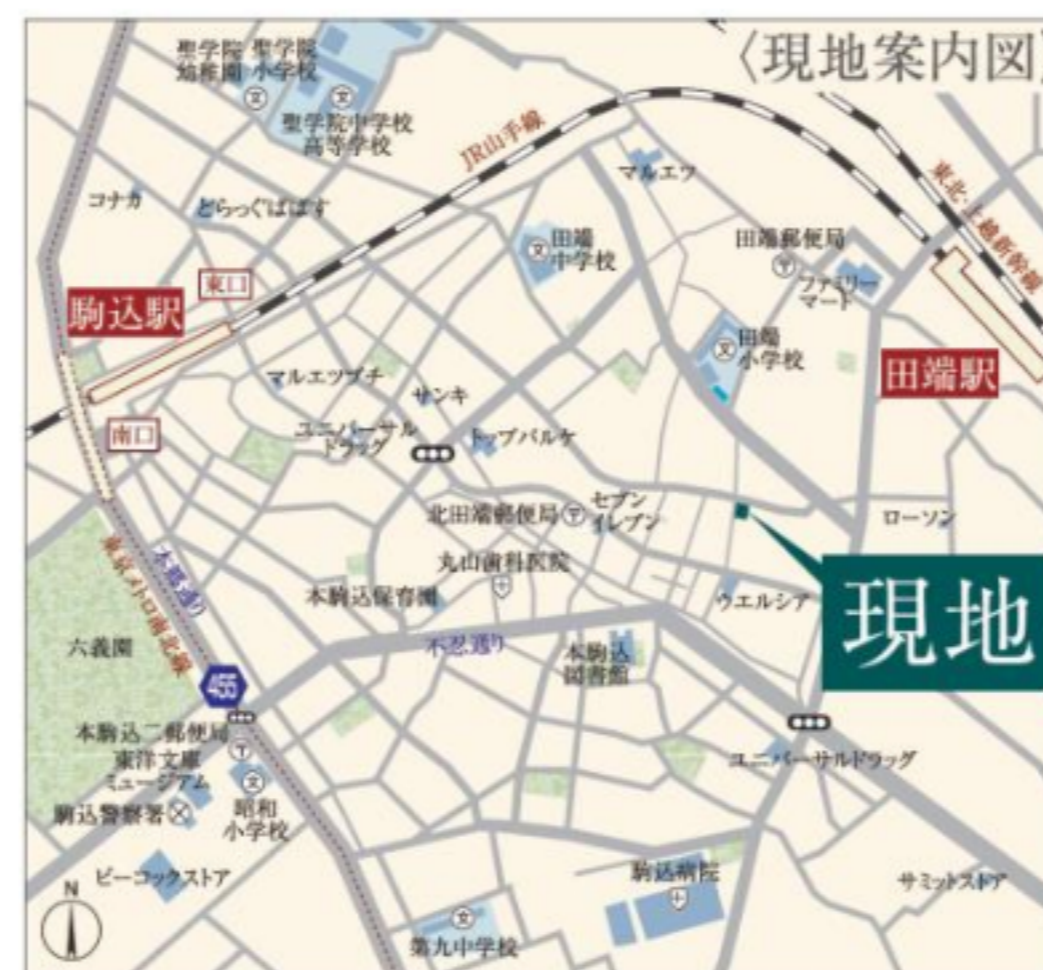 〈現地案内図〉
聖学院
幼稚園
聖学院
小学校
聖学院中学校
高等学校
JR山手線
マルエツ
コナカ
どらっぐぱぱす
田端
中学校
田端郵便局
ファミリー
マート
東北・上越新幹線
東口
駒込駅
田端
小学校
田端駅
マルエツプチ
サンキ
南口
ユニバーサル
ドラッグ
トップパルケ
北田端郵便局
セブン
イレブン
ローソン
丸山歯科医院
本駒込保育園
ウエルシア
現地
東京メトロ南北線
本郷通り
六義園
不忍通り
本駒込
図書館
455
本駒込二郵便局
東洋文庫
ミュージアム
駒込警察署
昭和
小学校
ユニバーサルドラッグ
ピーコックストア
駒込病院
サミットストア
N
第九中学校